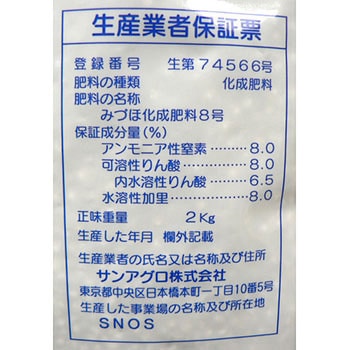 生産業者保証票
登録番号 生第74566号
肥料の種類 化成肥料
肥料の名称
みづほ化成肥料8号
保証成分量(%)
アンモニア性窒素………8.0
可溶性りん酸………8.0
内水溶性りん酸………6.5
水溶性加里………8.0
正味重量 2Kg
生産した年月 欄外記載
生産業者の氏名又は名称及び住所
サンアグロ株式会社
東京都中央区日本橋本町一丁目10番5号
生産した事業場の名称及び所在地
SNOS